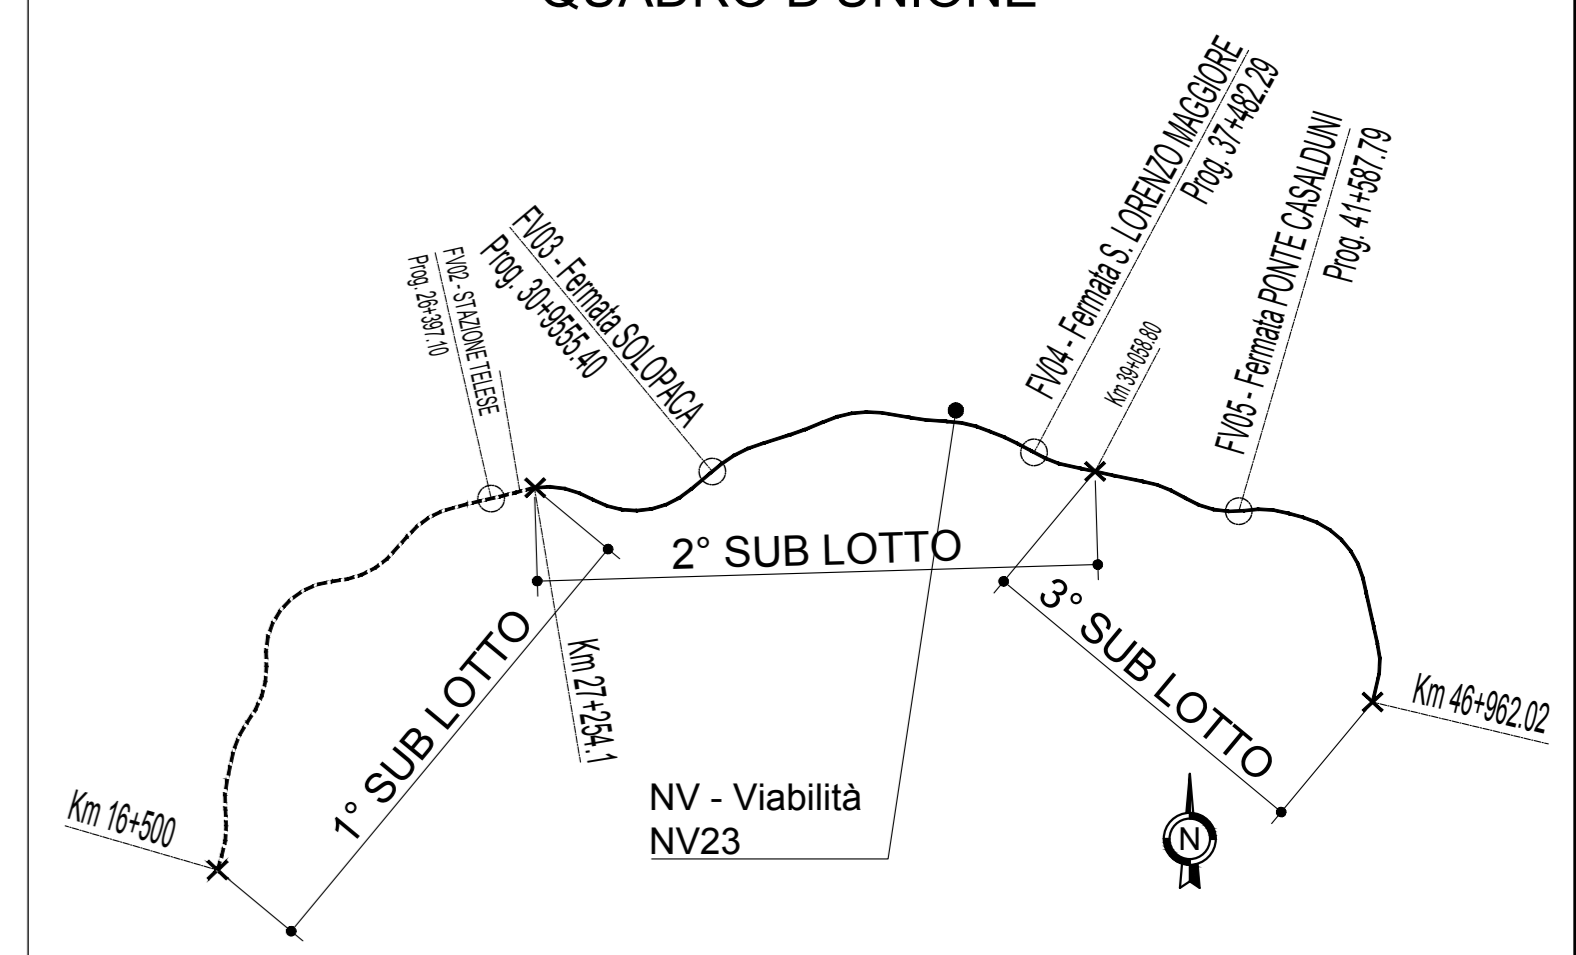 QUADRO D'UNIONE
FV04 - Fermata S. LORENZO MAGGIORE
Prog. 37+482.29
FV05 - Fermata PONTE CASALDUNI
Prog. 41+587.79
FV03 - Fermata SOLOPACA
Prog. 30+9555.40
FV02 - STAZIONE TELESE
Prog. 26+397.10
Km 39+058.80
2° SUB LOTTO
1° SUB LOTTO
3° SUB LOTTO
Km 27+254.1
Km 46+962.02
Km 16+500
NV - Viabilità
NV23
N